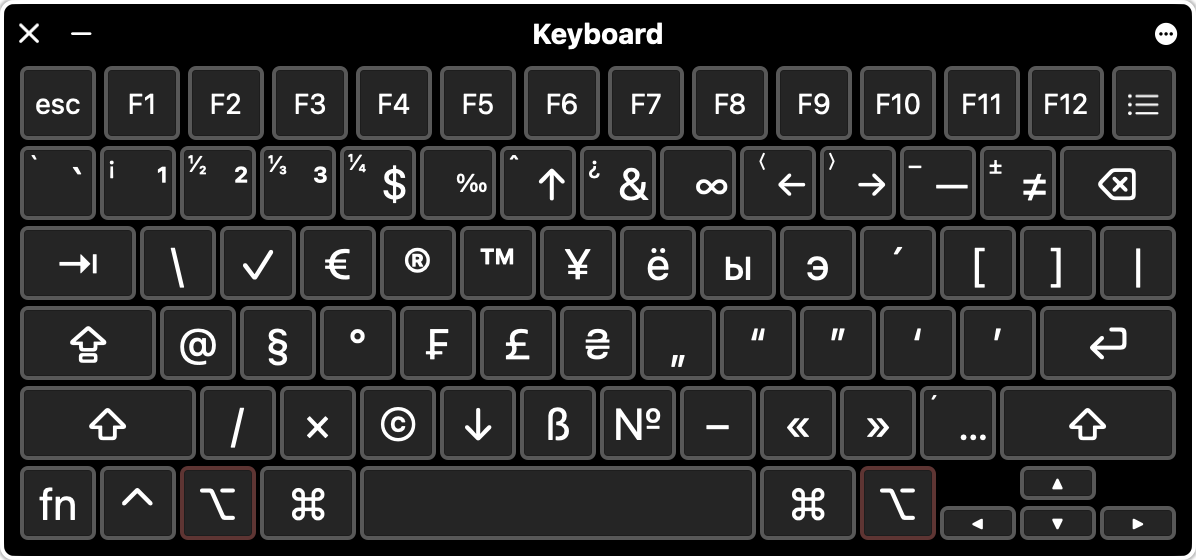 Keyboard
esc F1 F2 F3 F4 F5 F6 F7 F8 F9 F10 F11 F12
` ` ¡ ¹ ½ ² ⅓ ³ ¼ $ ‰ ˆ ↑ ¿ & ∞ 〈 ← 〉 → – — ± ≠
\ ✓ € ® ™ ¥ ё ы э ´ [ ] |
@ § ° ₣ £ ₴ „ “ ” ‘ ’
/ × © ↓ ß № – « » ´ …
fn ⌃ ⌥ ⌘ ⌘ ⌥